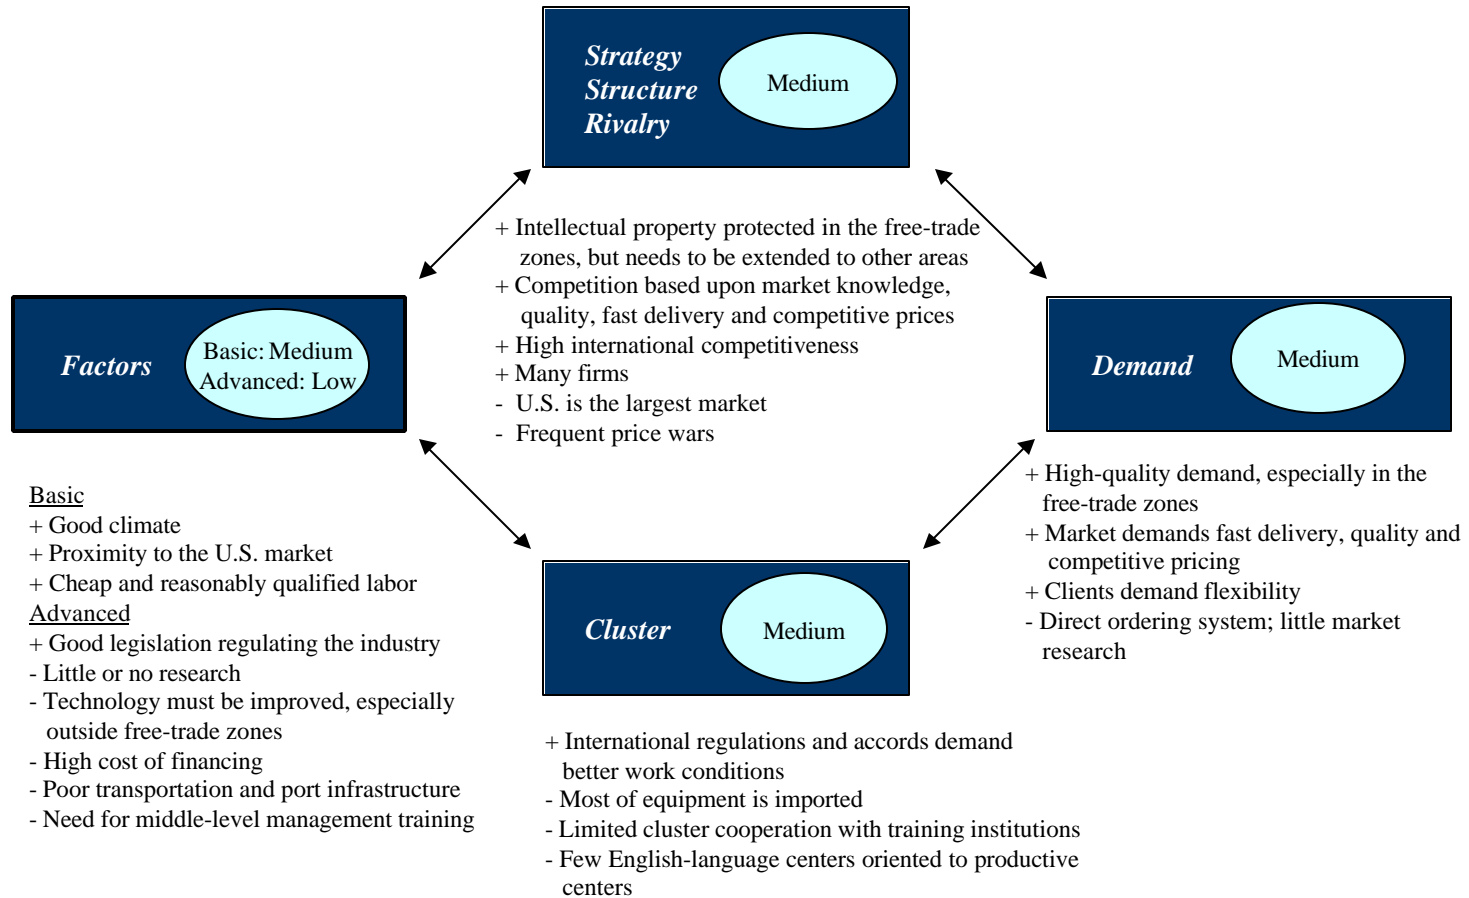 Strategy
Structure
Rivalry
Medium
+ Intellectual property protected in the free-trade
zones, but needs to be extended to other areas
+ Competition based upon market knowledge,
quality, fast delivery and competitive prices
+ High international competitiveness
+ Many firms
- U.S. is the largest market
- Frequent price wars
Factors
Basic: Medium
Advanced: Low
Basic
+ Good climate
+ Proximity to the U.S. market
+ Cheap and reasonably qualified labor
Advanced
+ Good legislation regulating the industry
- Little or no research
- Technology must be improved, especially
outside free-trade zones
- High cost of financing
- Poor transportation and port infrastructure
- Need for middle-level management training
Demand
Medium
+ High-quality demand, especially in the
free-trade zones
+ Market demands fast delivery, quality and
competitive pricing
+ Clients demand flexibility
- Direct ordering system; little market
research
Cluster
Medium
+ International regulations and accords demand
better work conditions
- Most of equipment is imported
- Limited cluster cooperation with training institutions
- Few English-language centers oriented to productive
centers